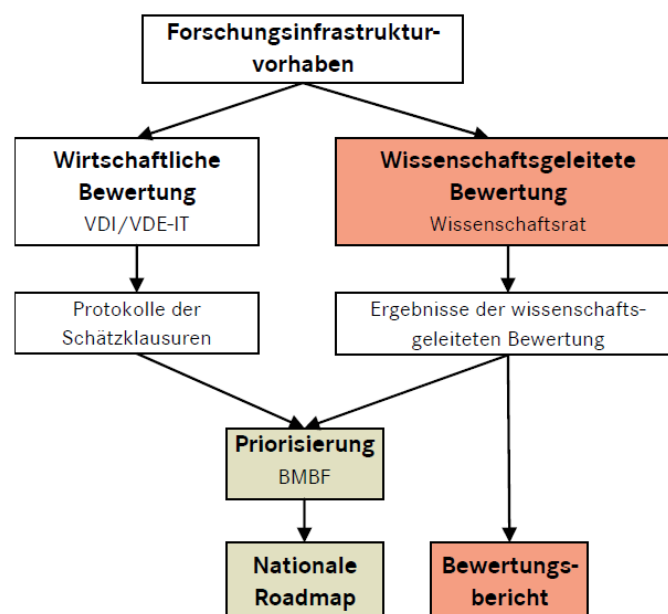 Forschungsinfrastruktur-
vorhaben
Wirtschaftliche
Bewertung
VDI/VDE-IT
Wissenschaftsgeleitete
Bewertung
Wissenschaftsrat
Protokolle der
Schätzklausuren
Ergebnisse der wissenschafts-
geleiteten Bewertung
Priorisierung
BMBF
Nationale
Roadmap
Bewertungs-
bericht